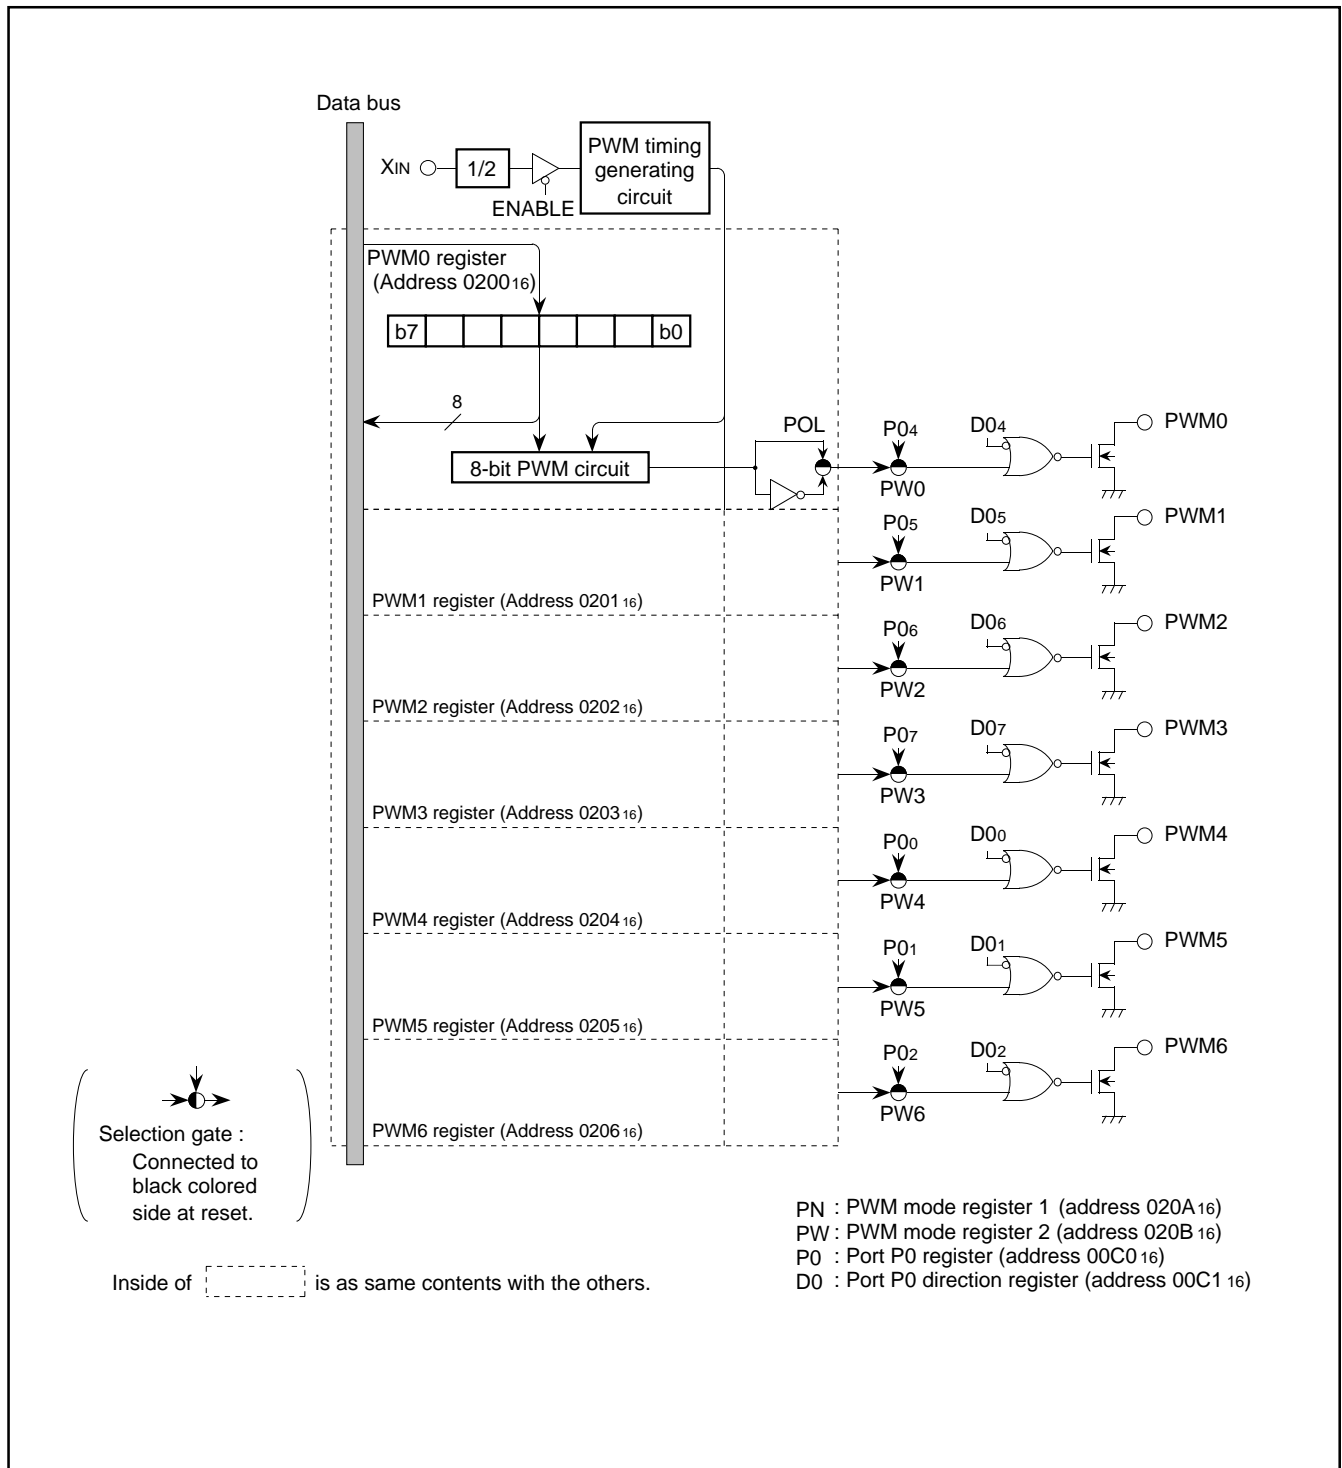 Data bus
XIN
1/2
ENABLE
PWM timing
generating
circuit
PWM0 register
(Address 020016)
b7
b0
8
8-bit PWM circuit
POL
P04
PW0
D04
PWM0
P05
PW1
D05
PWM1
PWM1 register (Address 020116)
P06
PW2
D06
PWM2
PWM2 register (Address 020216)
P07
PW3
D07
PWM3
PWM3 register (Address 020316)
P00
PW4
D00
PWM4
PWM4 register (Address 020416)
P01
PW5
D01
PWM5
PWM5 register (Address 020516)
P02
PW6
D02
PWM6
PWM6 register (Address 020616)
Selection gate :
Connected to
black colored
side at reset.
Inside of is as same contents with the others.
PN : PWM mode register 1 (address 020A16)
PW : PWM mode register 2 (address 020B16)
P0 : Port P0 register (address 00C016)
D0 : Port P0 direction register (address 00C116)